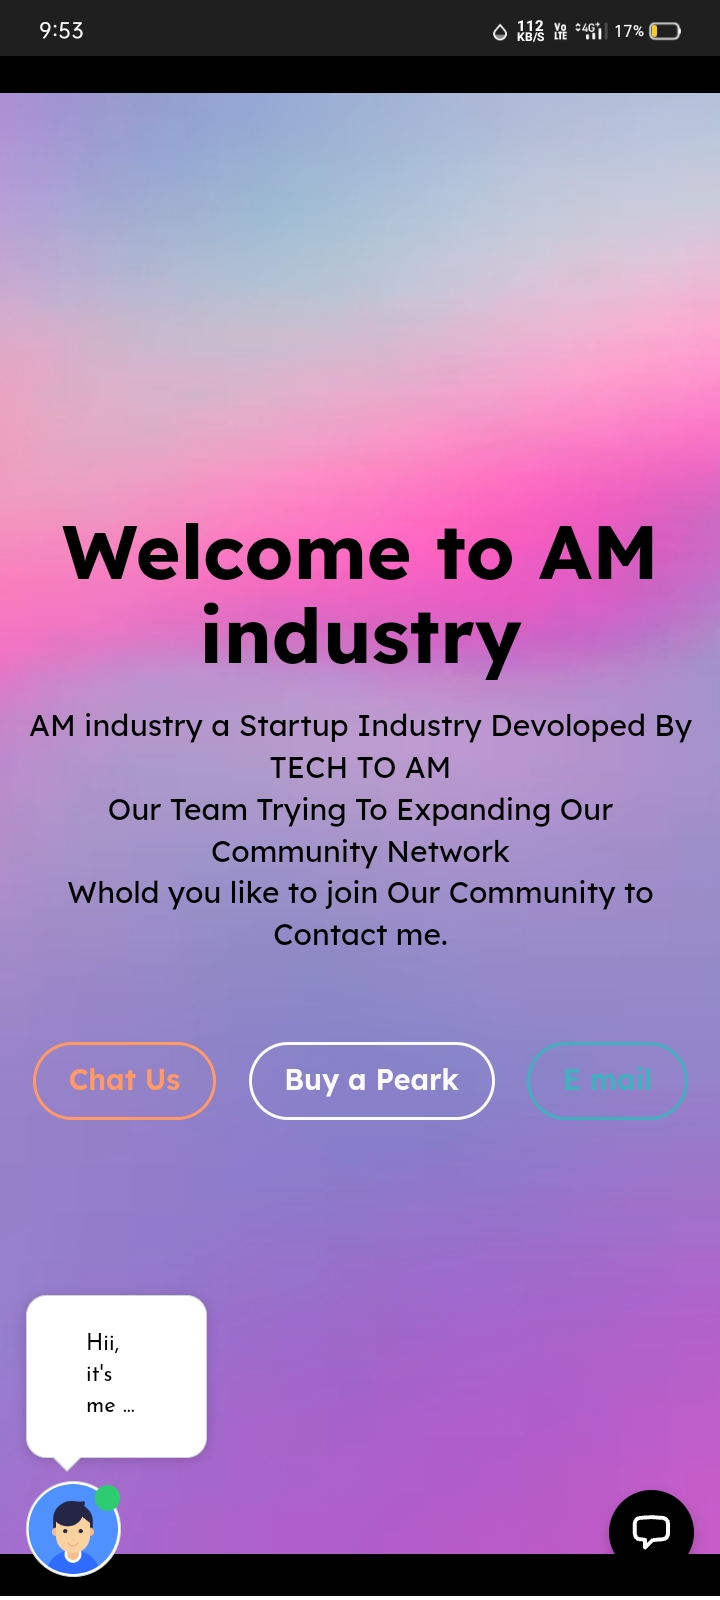 9:53
112 KB/S Vo LTE 4G+ 17%
Welcome to AM
industry
AM industry a Startup Industry Devoloped By
TECH TO AM
Our Team Trying To Expanding Our
Community Network
Whold you like to join Our Community to
Contact me.
Chat Us Buy a Peark E mail
Hii,
it's
me ...